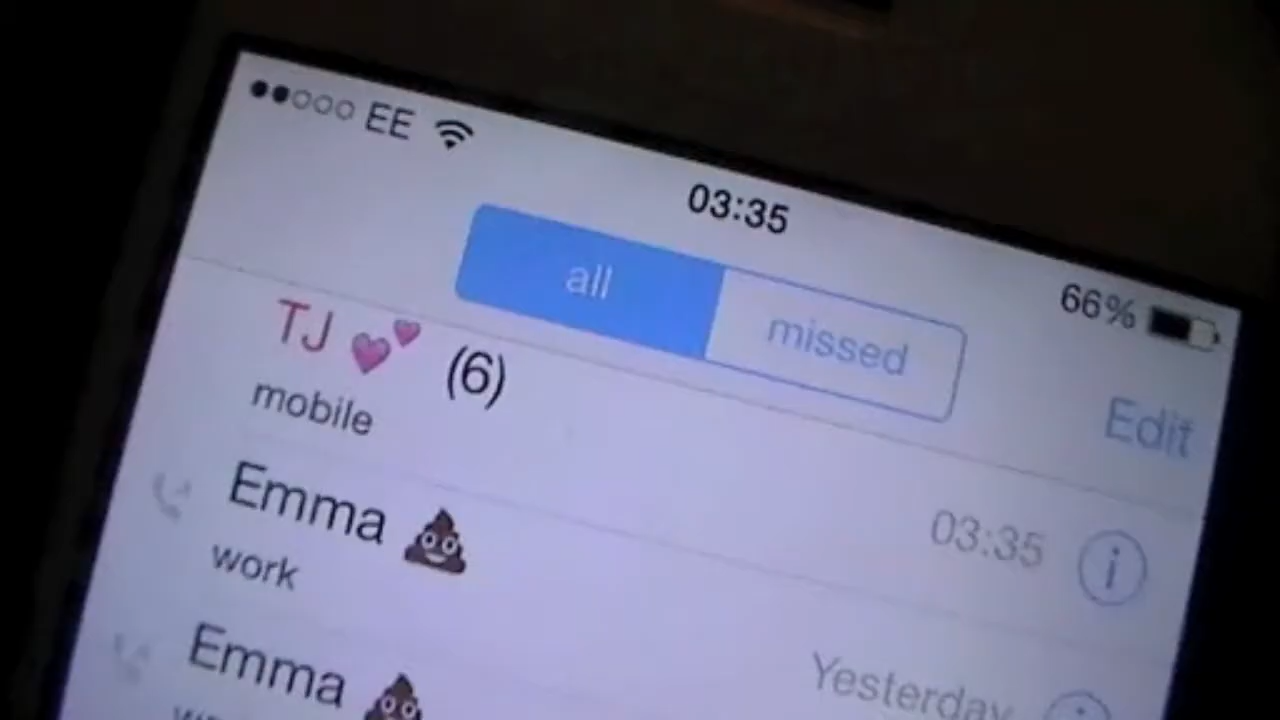 ●●○○○ EE 03:35 66%
all missed Edit
TJ 💕 (6) 03:35 i
mobile
Emma 💩 Yesterday
work
Emma 💩